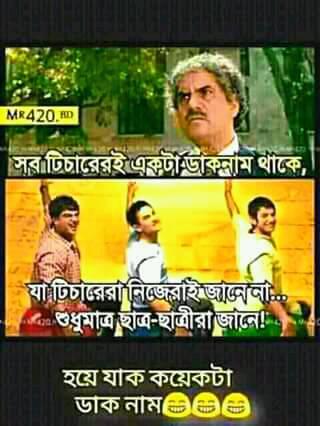 MR420.BD
সব টিচারেরই একটা ডাকনাম থাকে,
যা টিচারেরা নিজেরাই জানে না...
শুধুমাত্র ছাত্র-ছাত্রীরা জানে!
হয়ে যাক কয়েকটা
ডাক নাম😂😂😂